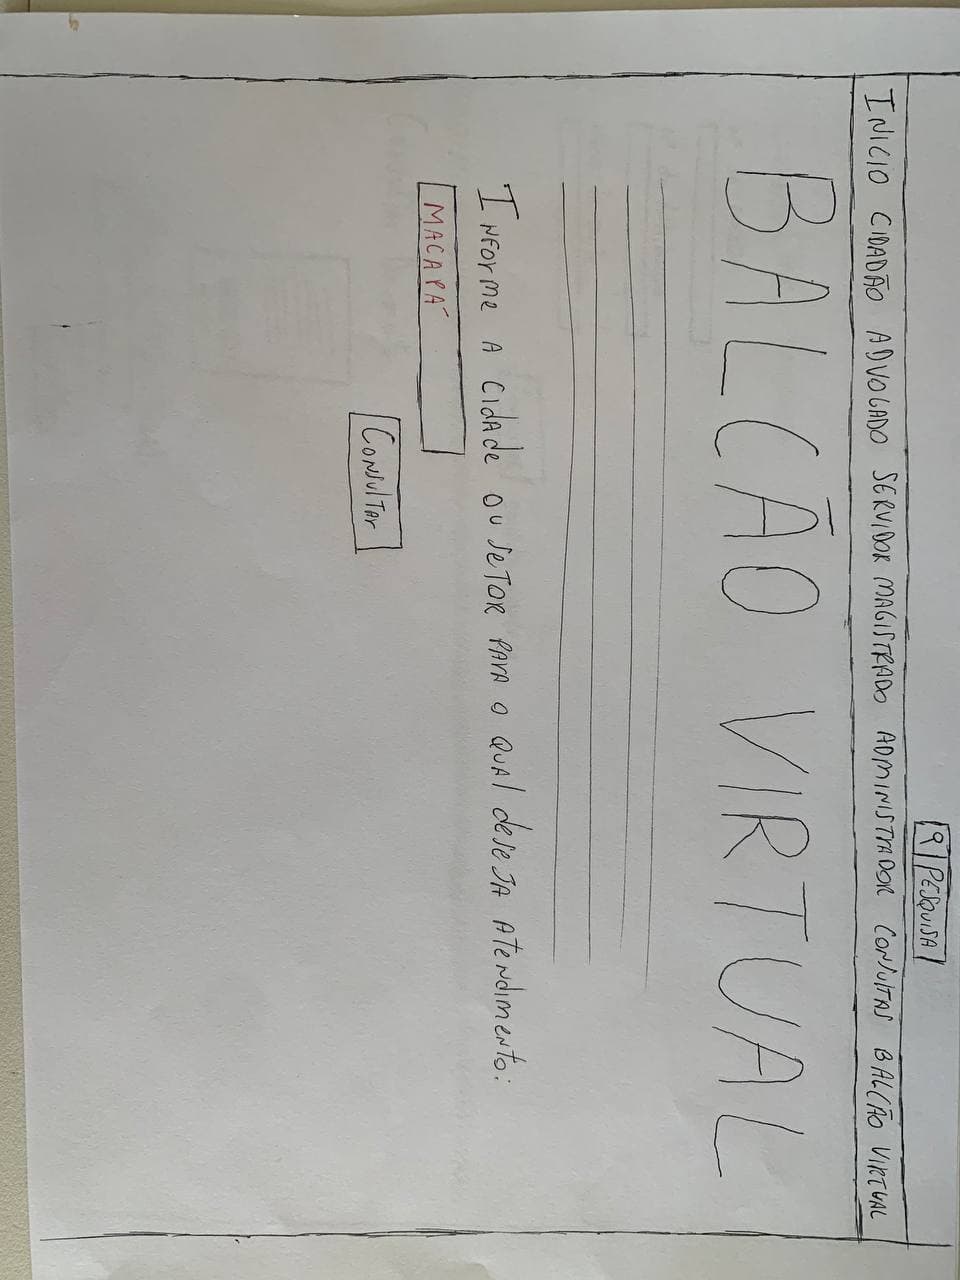 PESQUISA
INICIO CIDADÃO ADVOGADO SERVIDOR MAGISTRADO ADMINISTRADOR CONSULTAS BALCÃO VIRTUAL
BALCÃO VIRTUAL
INFORME A CIDADE OU SETOR PARA O QUAL DESEJA ATENDIMENTO:
MACAPÁ
CONSULTAR